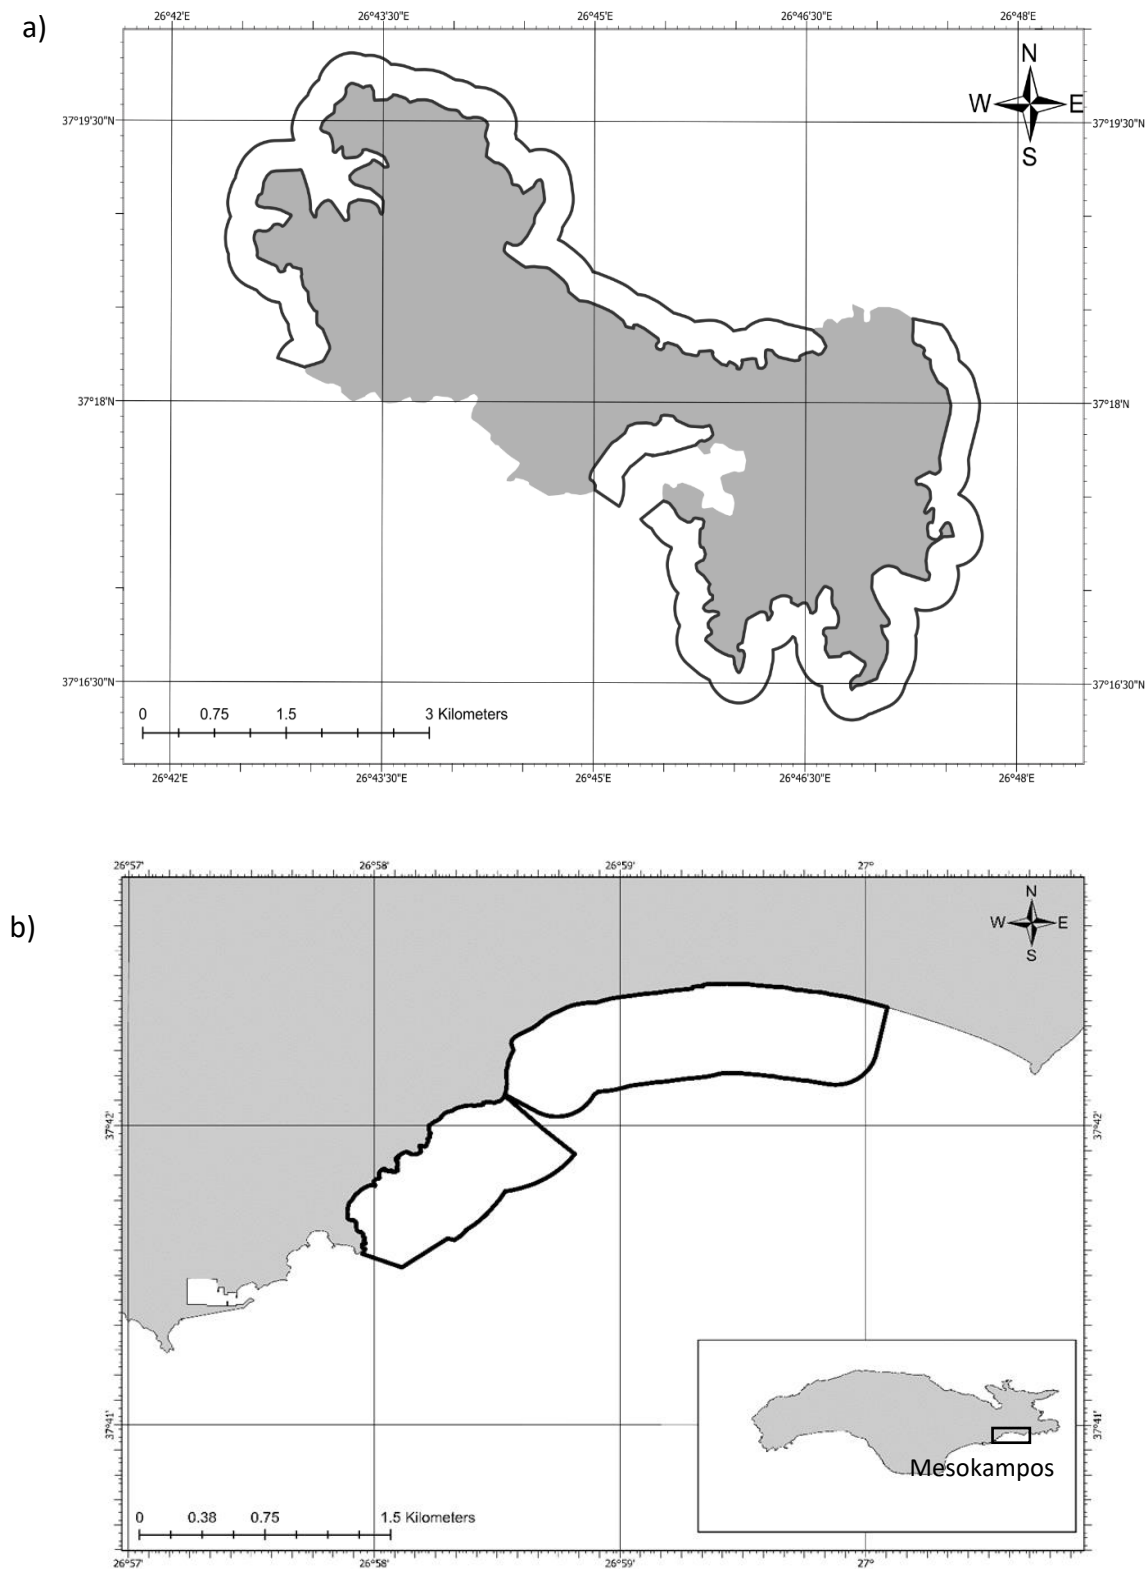 a)
26°42'E 26°43'30"E 26°45'E 26°46'30"E 26°48'E
N
W E
S
37°19'30"N 37°19'30"N
37°18'N 37°18'N
37°16'30"N 37°16'30"N
0 0.75 1.5 3 Kilometers
26°42'E 26°43'30"E 26°45'E 26°46'30"E 26°48'E
b)
26°57' 26°58' 26°59' 27°
N
W E
S
37°42' 37°42'
37°41' 37°41'
Mesokampos
0 0.38 0.75 1.5 Kilometers
26°57' 26°58' 26°59' 27°